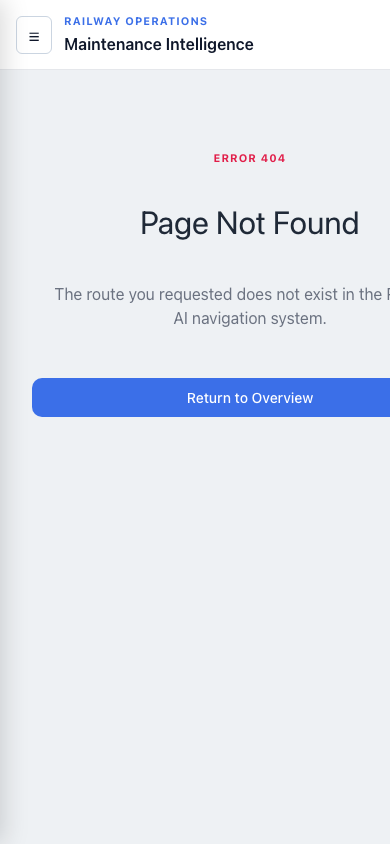 RAILWAY OPERATIONS
Maintenance Intelligence
ERROR 404
Page Not Found
The route you requested does not exist in the
AI navigation system.
Return to Overview